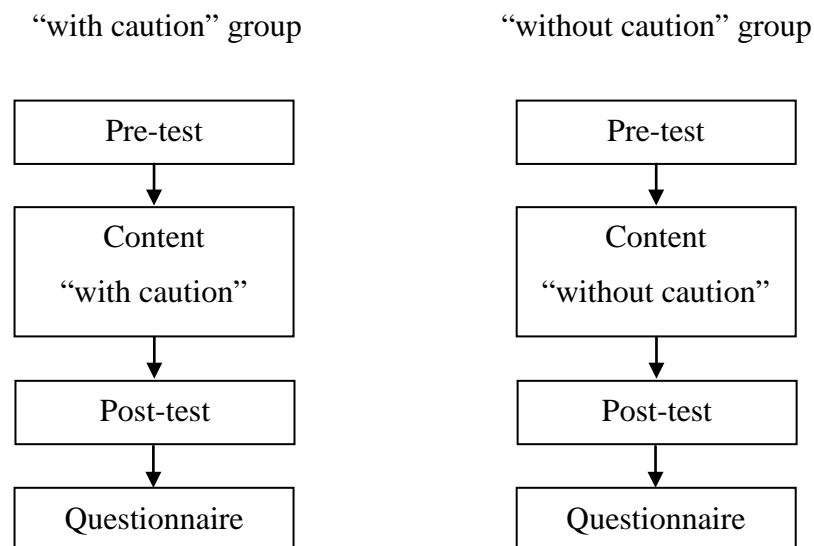 “with caution” group
Pre-test
Content
“with caution”
Post-test
Questionnaire
“without caution” group
Pre-test
Content
“without caution”
Post-test
Questionnaire